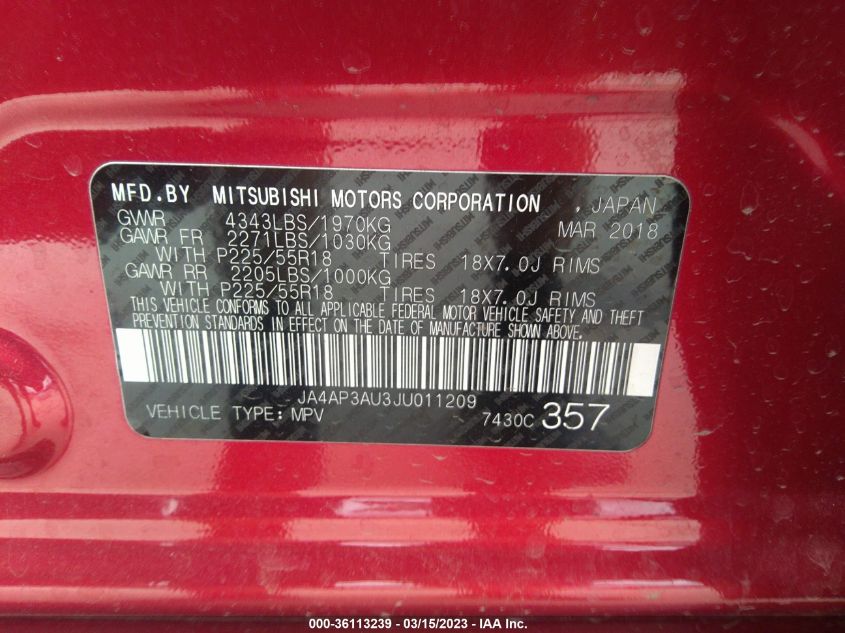 MFD.BY MITSUBISHI MOTORS CORPORATION , JAPAN
GVWR 4343LBS/1970KG MAR 2018
GAWR FR 2271LBS/1030KG
WITH P225/55R18 TIRES 18X7.0J RIMS
GAWR RR 2205LBS/1000KG
WITH P225/55R18 TIRES 18X7.0J RIMS
THIS VEHICLE CONFORMS TO ALL APPLICABLE FEDERAL MOTOR VEHICLE SAFETY AND THEFT
PREVENTION STANDARDS IN EFFECT ON THE DATE OF MANUFACTURE SHOWN ABOVE.
JA4AP3AU3JU011209
VEHICLE TYPE: MPV 7430C 357
000-36113239 - 03/15/2023 - IAA Inc.